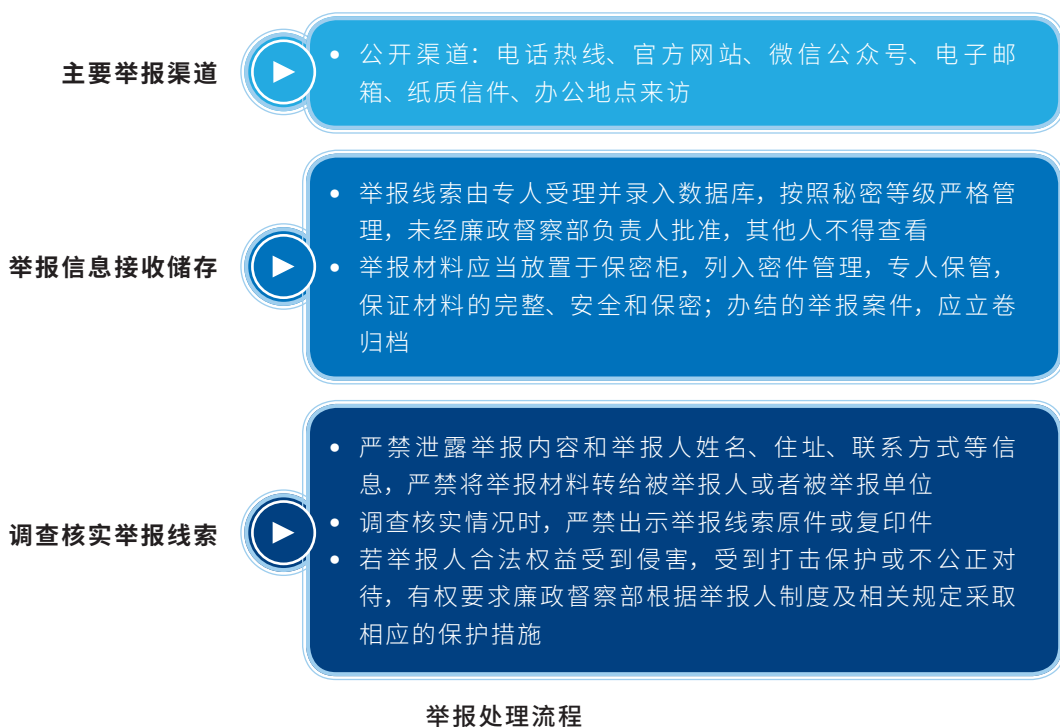 主要举报渠道
• 公开渠道：电话热线、官方网站、微信公众号、电子邮
箱、纸质信件、办公地点来访
举报信息接收储存
• 举报线索由专人受理并录入数据库，按照秘密等级严格管
理，未经廉政督察部负责人批准，其他人不得查看
• 举报材料应当放置于保密柜，列入密件管理，专人保管，
保证材料的完整、安全和保密；办结的举报案件，应立卷
归档
调查核实举报线索
• 严禁泄露举报内容和举报人姓名、住址、联系方式等信
息，严禁将举报材料转给被举报人或者被举报单位
• 调查核实情况时，严禁出示举报线索原件或复印件
• 若举报人合法权益受到侵害，受到打击保护或不公正对
待，有权要求廉政督察部根据举报人制度及相关规定采取
相应的保护措施
举报处理流程